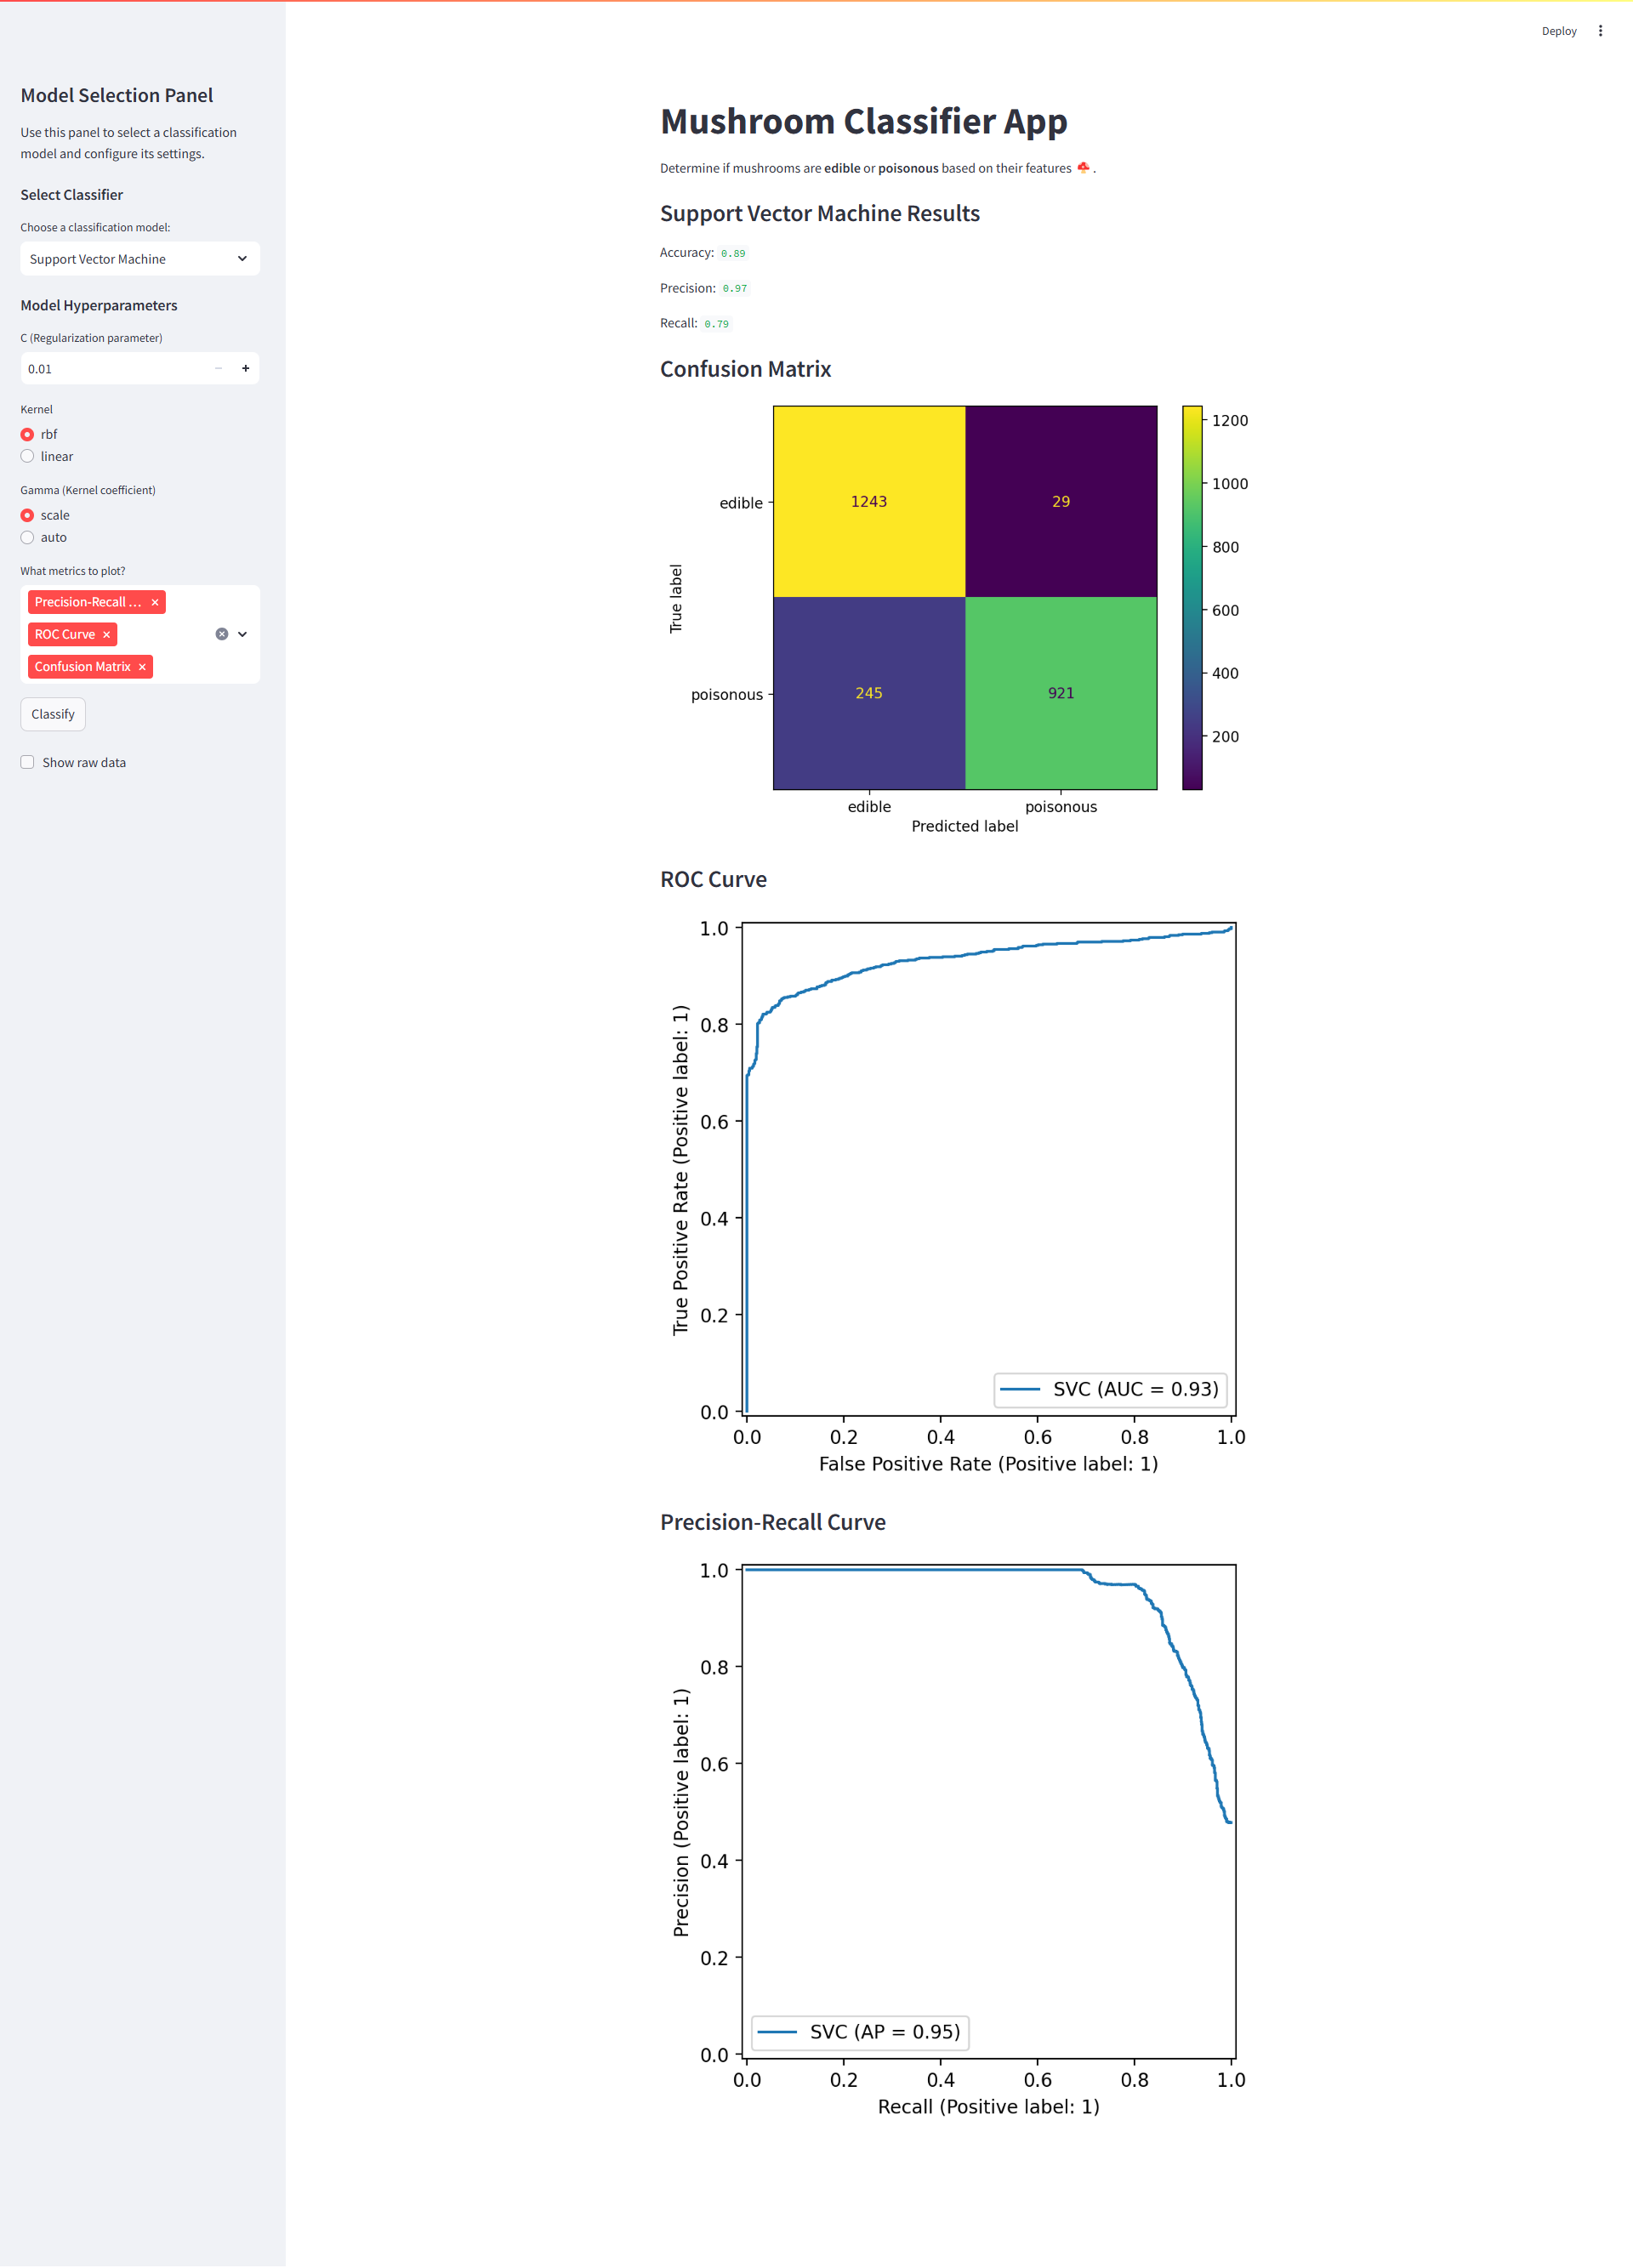 Deploy
Model Selection Panel
Use this panel to select a classification
model and configure its settings.
Select Classifier
Choose a classification model:
Support Vector Machine
Model Hyperparameters
C (Regularization parameter)
0.01
Kernel
rbf
linear
Gamma (Kernel coefficient)
scale
auto
What metrics to plot?
Precision-Recall ...
ROC Curve
Confusion Matrix
Classify
Show raw data
Mushroom Classifier App
Determine if mushrooms are edible or poisonous based on their features 🍄 .
Support Vector Machine Results
Accuracy: 0.89
Precision: 0.97
Recall: 0.79
Confusion Matrix
1200
1000
800
600
400
200
edible
1243
29
True label
poisonous
245
921
edible
poisonous
Predicted label
ROC Curve
1.0
0.8
0.6
0.4
0.2
0.0
True Positive Rate (Positive label: 1)
SVC (AUC = 0.93)
0.0 0.2 0.4 0.6 0.8 1.0
False Positive Rate (Positive label: 1)
Precision-Recall Curve
1.0
0.8
0.6
0.4
0.2
0.0
Precision (Positive label: 1)
SVC (AP = 0.95)
0.0 0.2 0.4 0.6 0.8 1.0
Recall (Positive label: 1)